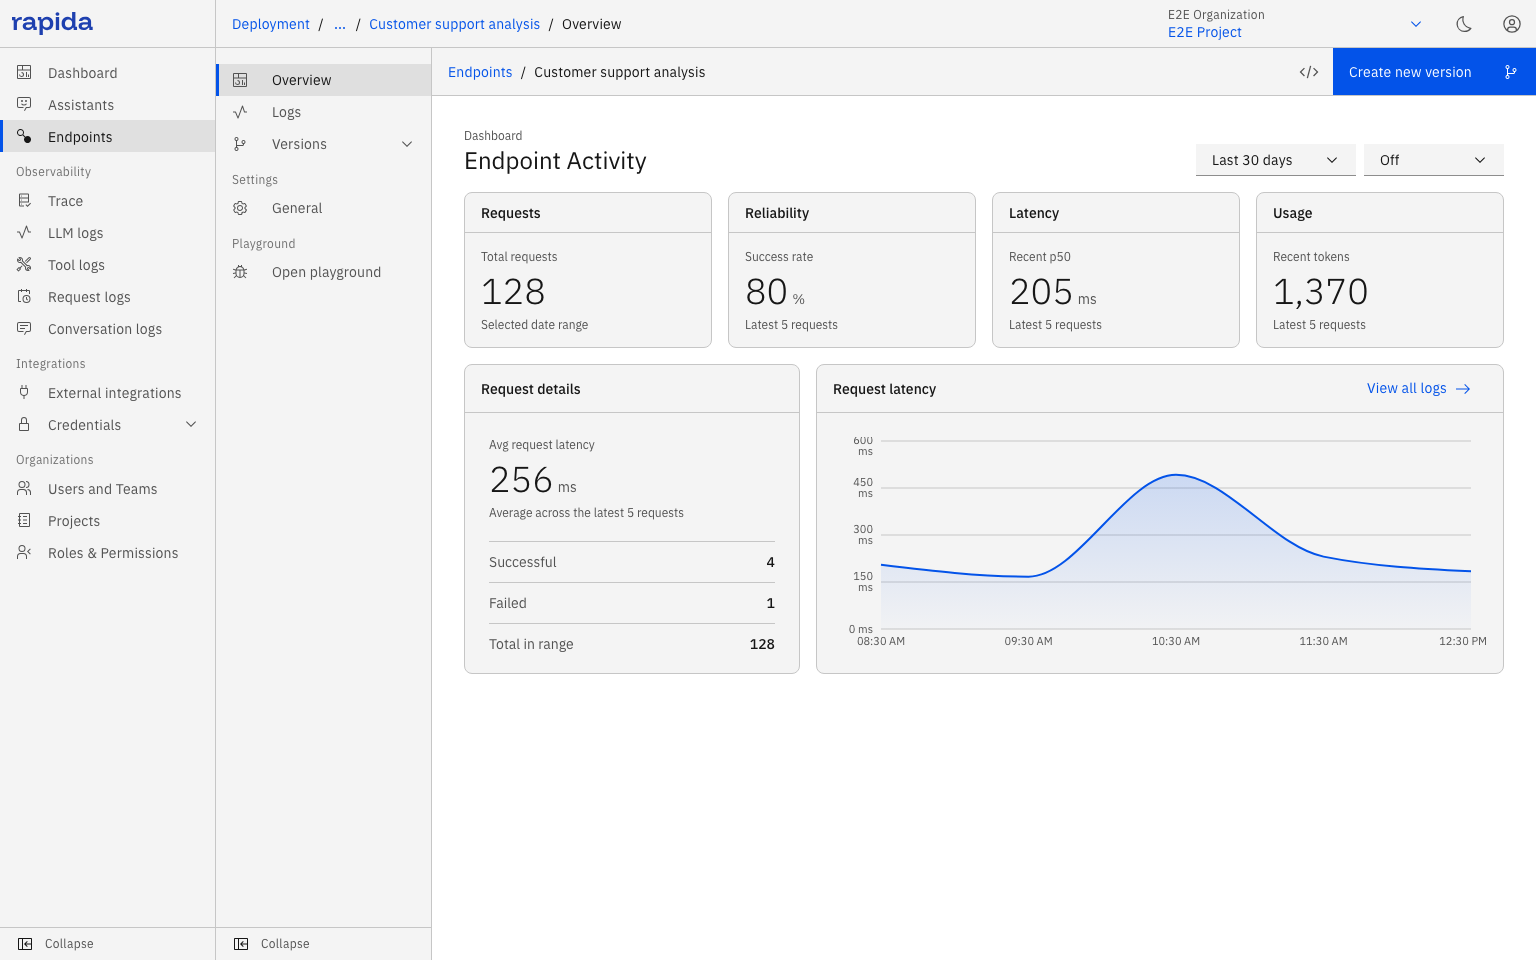 rapida
Deployment / ... / Customer support analysis / Overview
E2E Organization
E2E Project
Dashboard
Assistants
Endpoints
Observability
Trace
LLM logs
Tool logs
Request logs
Conversation logs
Integrations
External integrations
Credentials
Organizations
Users and Teams
Projects
Roles & Permissions
Collapse
Overview
Logs
Versions
Settings
General
Playground
Open playground
Collapse
Endpoints / Customer support analysis
Create new version
Dashboard
Endpoint Activity
Last 30 days
Off
Requests
Total requests
128
Selected date range
Reliability
Success rate
80 %
Latest 5 requests
Latency
Recent p50
205 ms
Latest 5 requests
Usage
Recent tokens
1,370
Latest 5 requests
Request details
Avg request latency
256 ms
Average across the latest 5 requests
Successful 4
Failed 1
Total in range 128
Request latency
View all logs
600
ms
450
ms
300
ms
150
ms
0 ms
08:30 AM 09:30 AM 10:30 AM 11:30 AM 12:30 PM